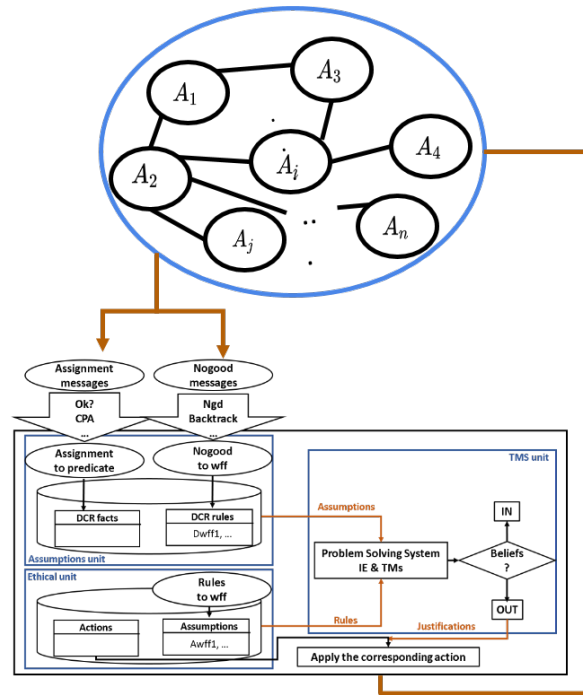 A1
A3
A2
Ai
A4
Aj
..
An
Assignment
messages
Nogood
messages
Ok?
CPA
...
Ngd
Backtrack
...
Assignment
to predicate
Nogood
to wff
TMS unit
DCR facts
DCR rules
Dwff1, ...
Assumptions unit
Assumptions
IN
Problem Solving System
IE & TMs
Beliefs
?
OUT
Ethical unit
Rules
to wff
Actions
Assumptions
Awff1, ...
Rules
Justifications
Apply the corresponding action